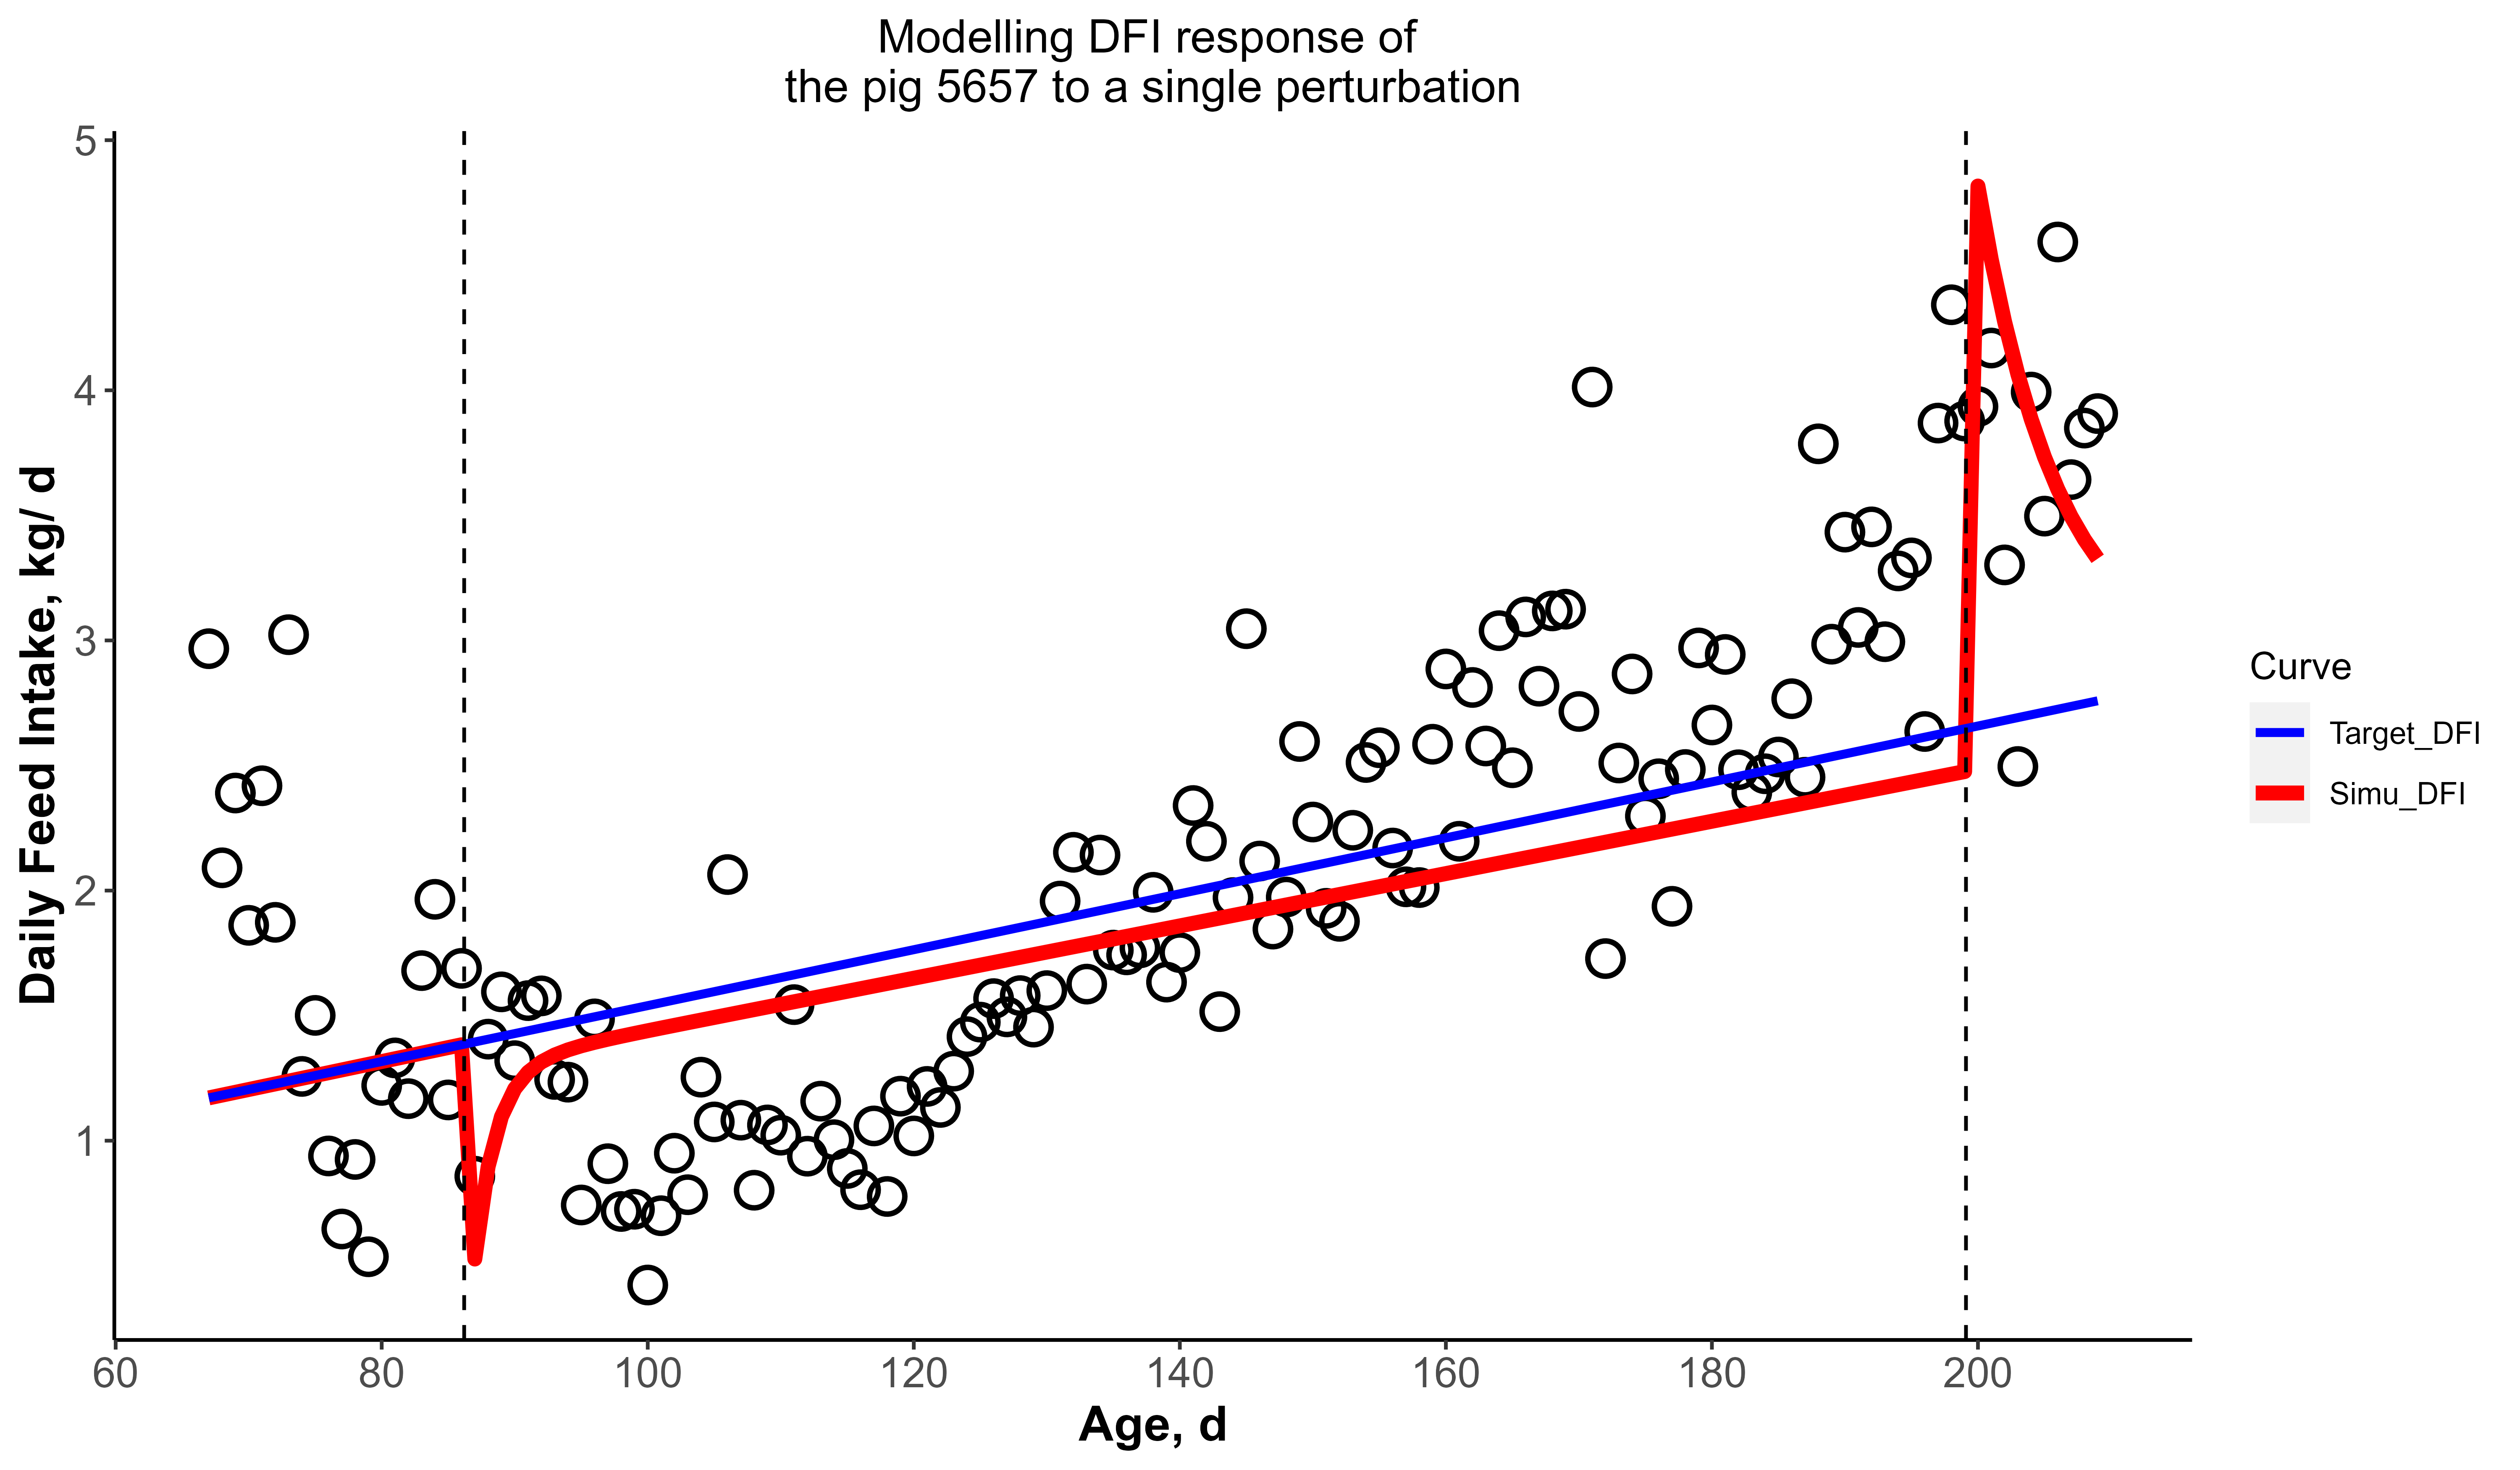 Modelling DFI response of
the pig 5657 to a single perturbation
5
4
3
2
1
Daily Feed Intake, kg/ d
60 80 100 120 140 160 180 200
Age, d
Curve
Target_DFI
Simu_DFI